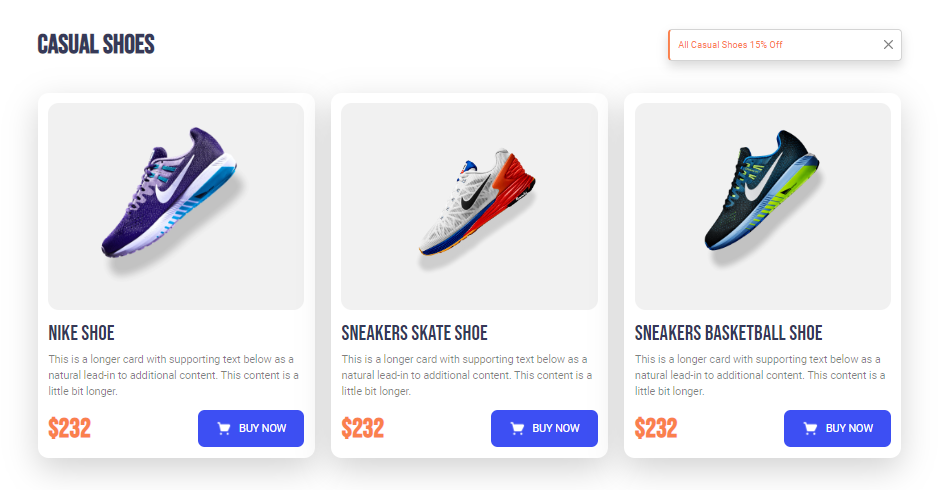 CASUAL SHOES
All Casual Shoes 15% Off
NIKE SHOE
This is a longer card with supporting text below as a
natural lead-in to additional content. This content is a
little bit longer.
$232
BUY NOW
SNEAKERS SKATE SHOE
This is a longer card with supporting text below as a
natural lead-in to additional content. This content is a
little bit longer.
$232
BUY NOW
SNEAKERS BASKETBALL SHOE
This is a longer card with supporting text below as a
natural lead-in to additional content. This content is a
little bit longer.
$232
BUY NOW